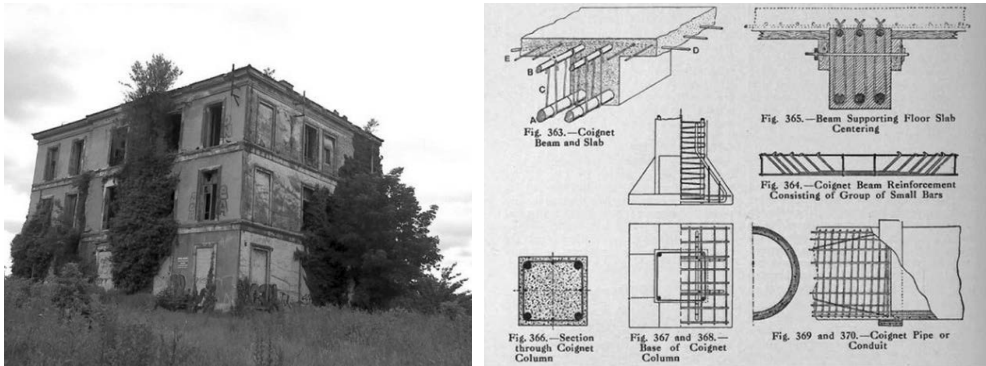 E
B
C
A
D
Fig. 363.—Coignet
Beam and Slab
Fig. 365.—Beam Supporting Floor Slab
Centering
Fig. 364.—Coignet Beam Reinforcement
Consisting of Group of Small Bars
Fig. 366.—Section
through Coignet
Column
Fig. 367 and 368.—
Base of Coignet
Column
Fig. 369 and 370.—Coignet Pipe or
Conduit